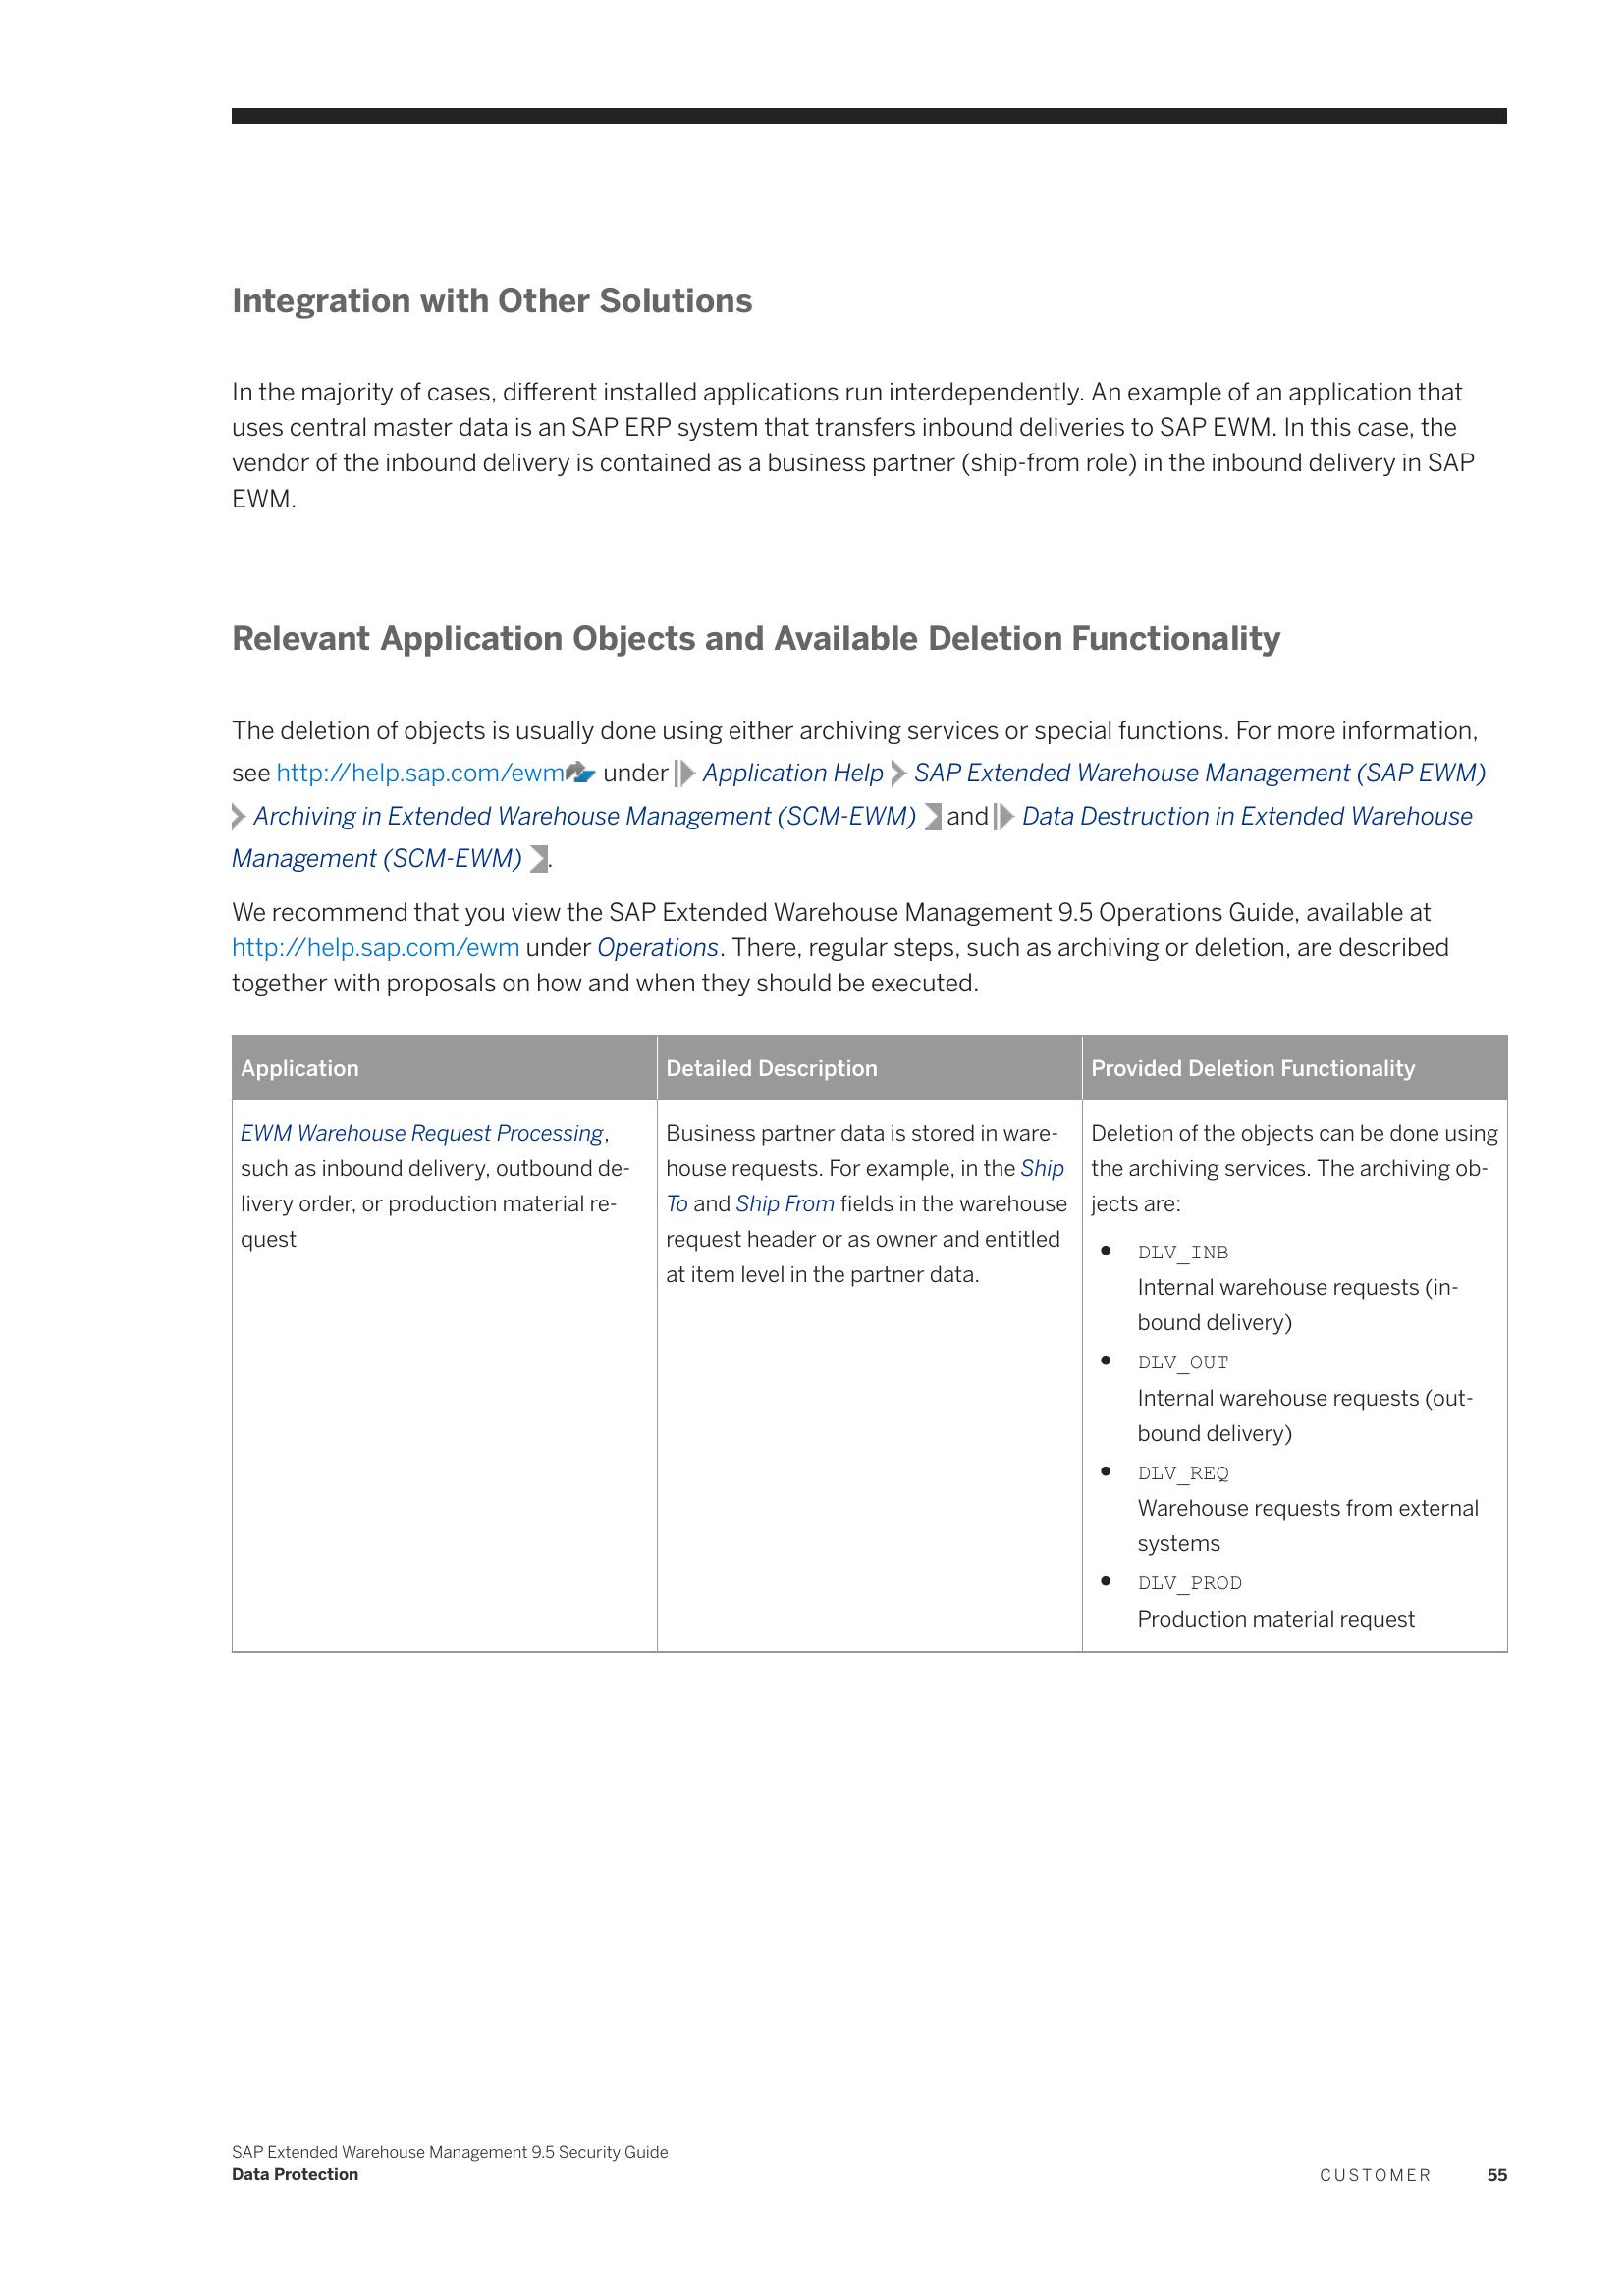 Integration with Other Solutions
In the majority of cases, different installed applications run interdependently. An example of an application that
uses central master data is an SAP ERP system that transfers inbound deliveries to SAP EWM. In this case, the
vendor of the inbound delivery is contained as a business partner (ship-from role) in the inbound delivery in SAP
EWM.
Relevant Application Objects and Available Deletion Functionality
The deletion of objects is usually done using either archiving services or special functions. For more information,
see http://help.sap.com/ewm under Application Help SAP Extended Warehouse Management (SAP EWM)
Archiving in Extended Warehouse Management (SCM-EWM) and Data Destruction in Extended Warehouse
Management (SCM-EWM) .
We recommend that you view the SAP Extended Warehouse Management 9.5 Operations Guide, available at
http://help.sap.com/ewm under Operations. There, regular steps, such as archiving or deletion, are described
together with proposals on how and when they should be executed.
Application
Detailed Description
Provided Deletion Functionality
EWM Warehouse Request Processing,
such as inbound delivery, outbound de-
livery order, or production material re-
quest
Business partner data is stored in ware-
house requests. For example, in the Ship
To and Ship From fields in the warehouse
request header or as owner and entitled
at item level in the partner data.
Deletion of the objects can be done using
the archiving services. The archiving ob-
jects are:
● DLV_INB
Internal warehouse requests (in-
bound delivery)
● DLV_OUT
Internal warehouse requests (out-
bound delivery)
● DLV_REQ
Warehouse requests from external
systems
● DLV_PROD
Production material request
SAP Extended Warehouse Management 9.5 Security Guide
Data Protection
CUSTOMER 55